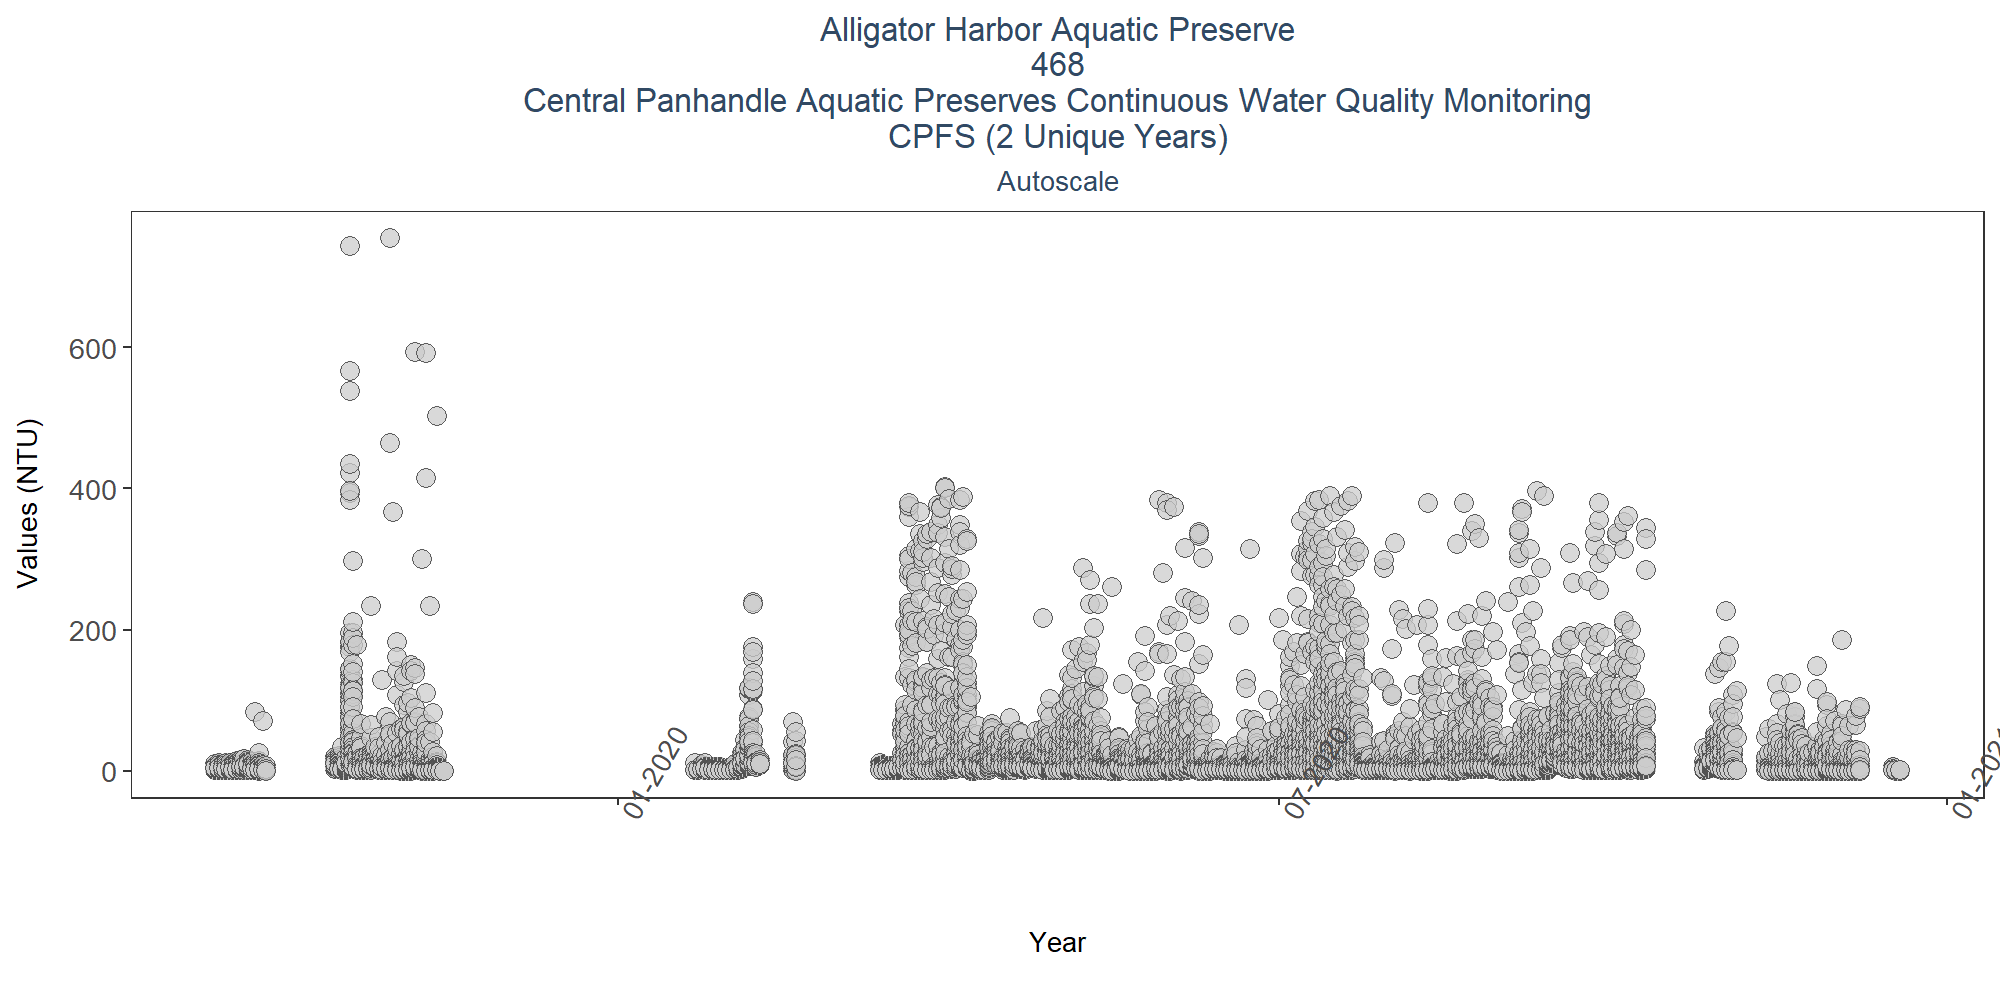 Alligator Harbor Aquatic Preserve
468
Central Panhandle Aquatic Preserves Continuous Water Quality Monitoring
CPFS (2 Unique Years)
Autoscale
Values (NTU)
600
400
200
0
01-2020
07-2020
Year